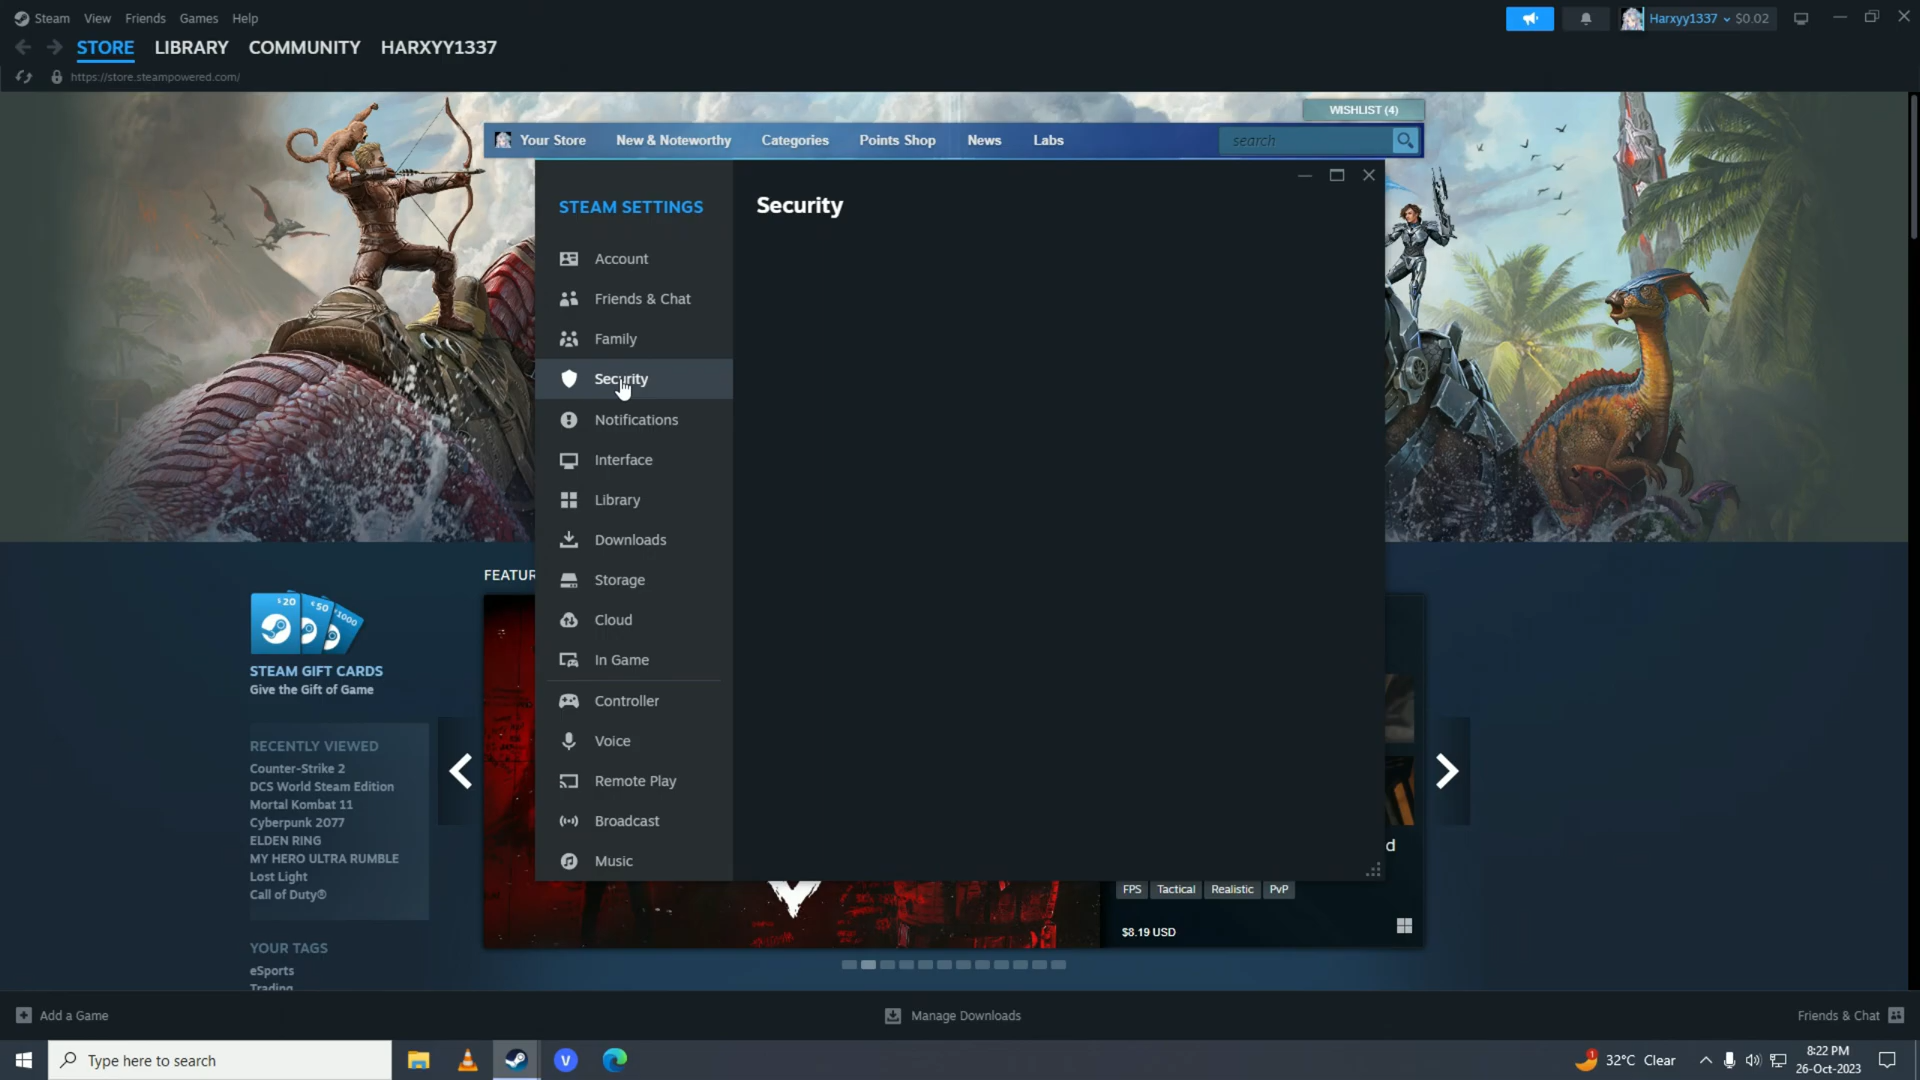 Steam View Friends Games Help
Harxyy1337 $0.02
STORE LIBRARY COMMUNITY HARXYY1337
https://store.steampowered.com/
WISHLIST (4)
Your Store New & Noteworthy Categories Points Shop News Labs
search
STEAM SETTINGS
Security
Account
Friends & Chat
Family
Security
Notifications
Interface
Library
Downloads
Storage
Cloud
In Game
Controller
Voice
Remote Play
Broadcast
Music
FEATUR
$20 €50 ¥1000
STEAM GIFT CARDS
Give the Gift of Game
RECENTLY VIEWED
Counter-Strike 2
DCS World Steam Edition
Mortal Kombat 11
Cyberpunk 2077
ELDEN RING
MY HERO ULTRA RUMBLE
Lost Light
Call of Duty®
YOUR TAGS
eSports
Trading
d
FPS Tactical Realistic PvP
$8.19 USD
Add a Game
Manage Downloads
Friends & Chat
Type here to search
V
1
32°C Clear
8:22 PM
26-Oct-2023